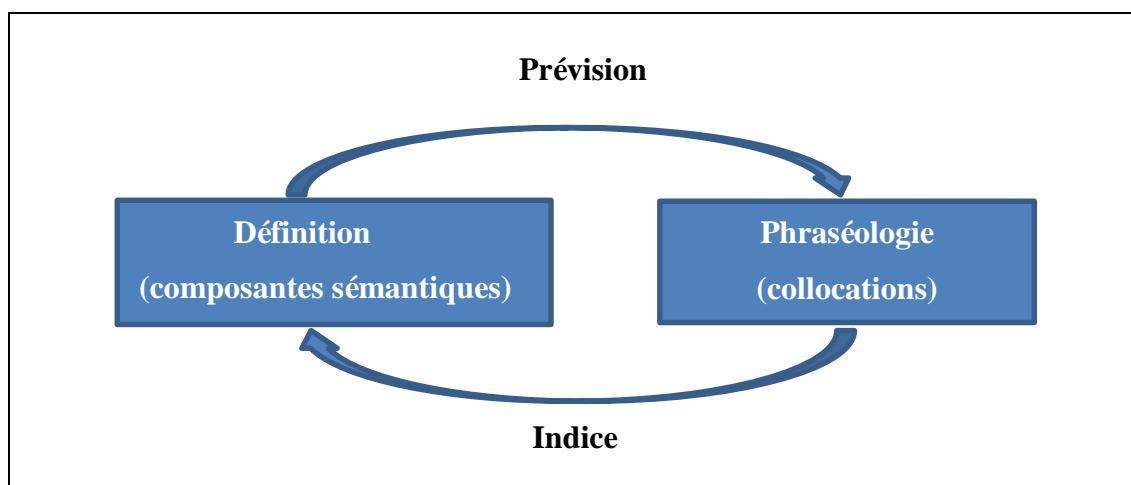 Prévision
Définition
(composantes sémantiques)
Phraséologie
(collocations)
Indice